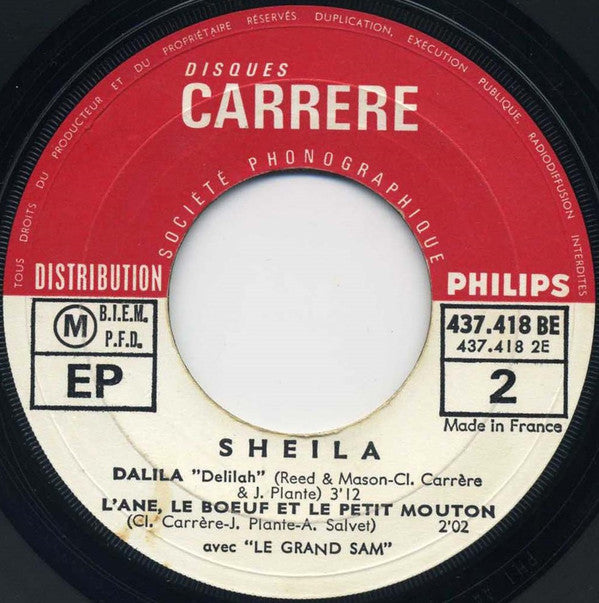 TOUS DROITS DU PRODUCTEUR ET DU PROPRIÉTAIRE RÉSERVÉS. DUPLICATION, EXÉCUTION PUBLIQUE, RADIODIFFUSION INTERDITES
DISQUES
CARRERE
SOCIÉTÉ PHONOGRAPHIQUE
DISTRIBUTION PHILIPS
M B.I.E.M.
P.F.D.
EP
437.418 BE
437.418 2E
2
Made in France
SHEILA
DALILA "Delilah" (Reed & Mason-Cl. Carrère
& J. Plante) 3'12
L'ANE, LE BOEUF ET LE PETIT MOUTON
(Cl. Carrère-J. Plante-A. Salvet) 2'02
avec "LE GRAND SAM"